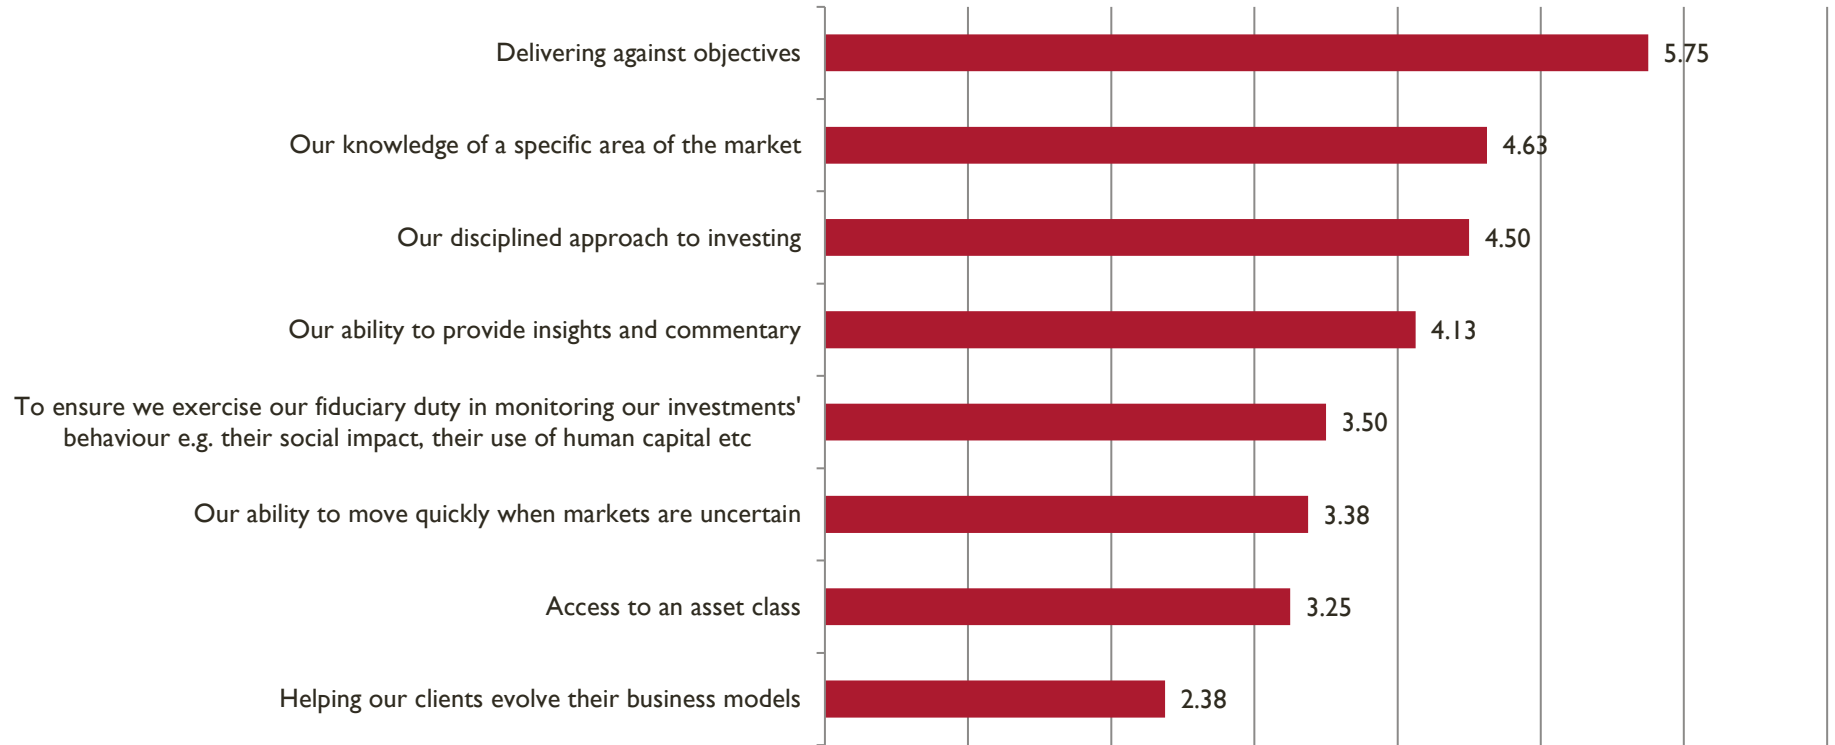 Delivering against objectives
5.75
Our knowledge of a specific area of the market
4.63
Our disciplined approach to investing
4.50
Our ability to provide insights and commentary
4.13
To ensure we exercise our fiduciary duty in monitoring our investments'
behaviour e.g. their social impact, their use of human capital etc
3.50
Our ability to move quickly when markets are uncertain
3.38
Access to an asset class
3.25
Helping our clients evolve their business models
2.38